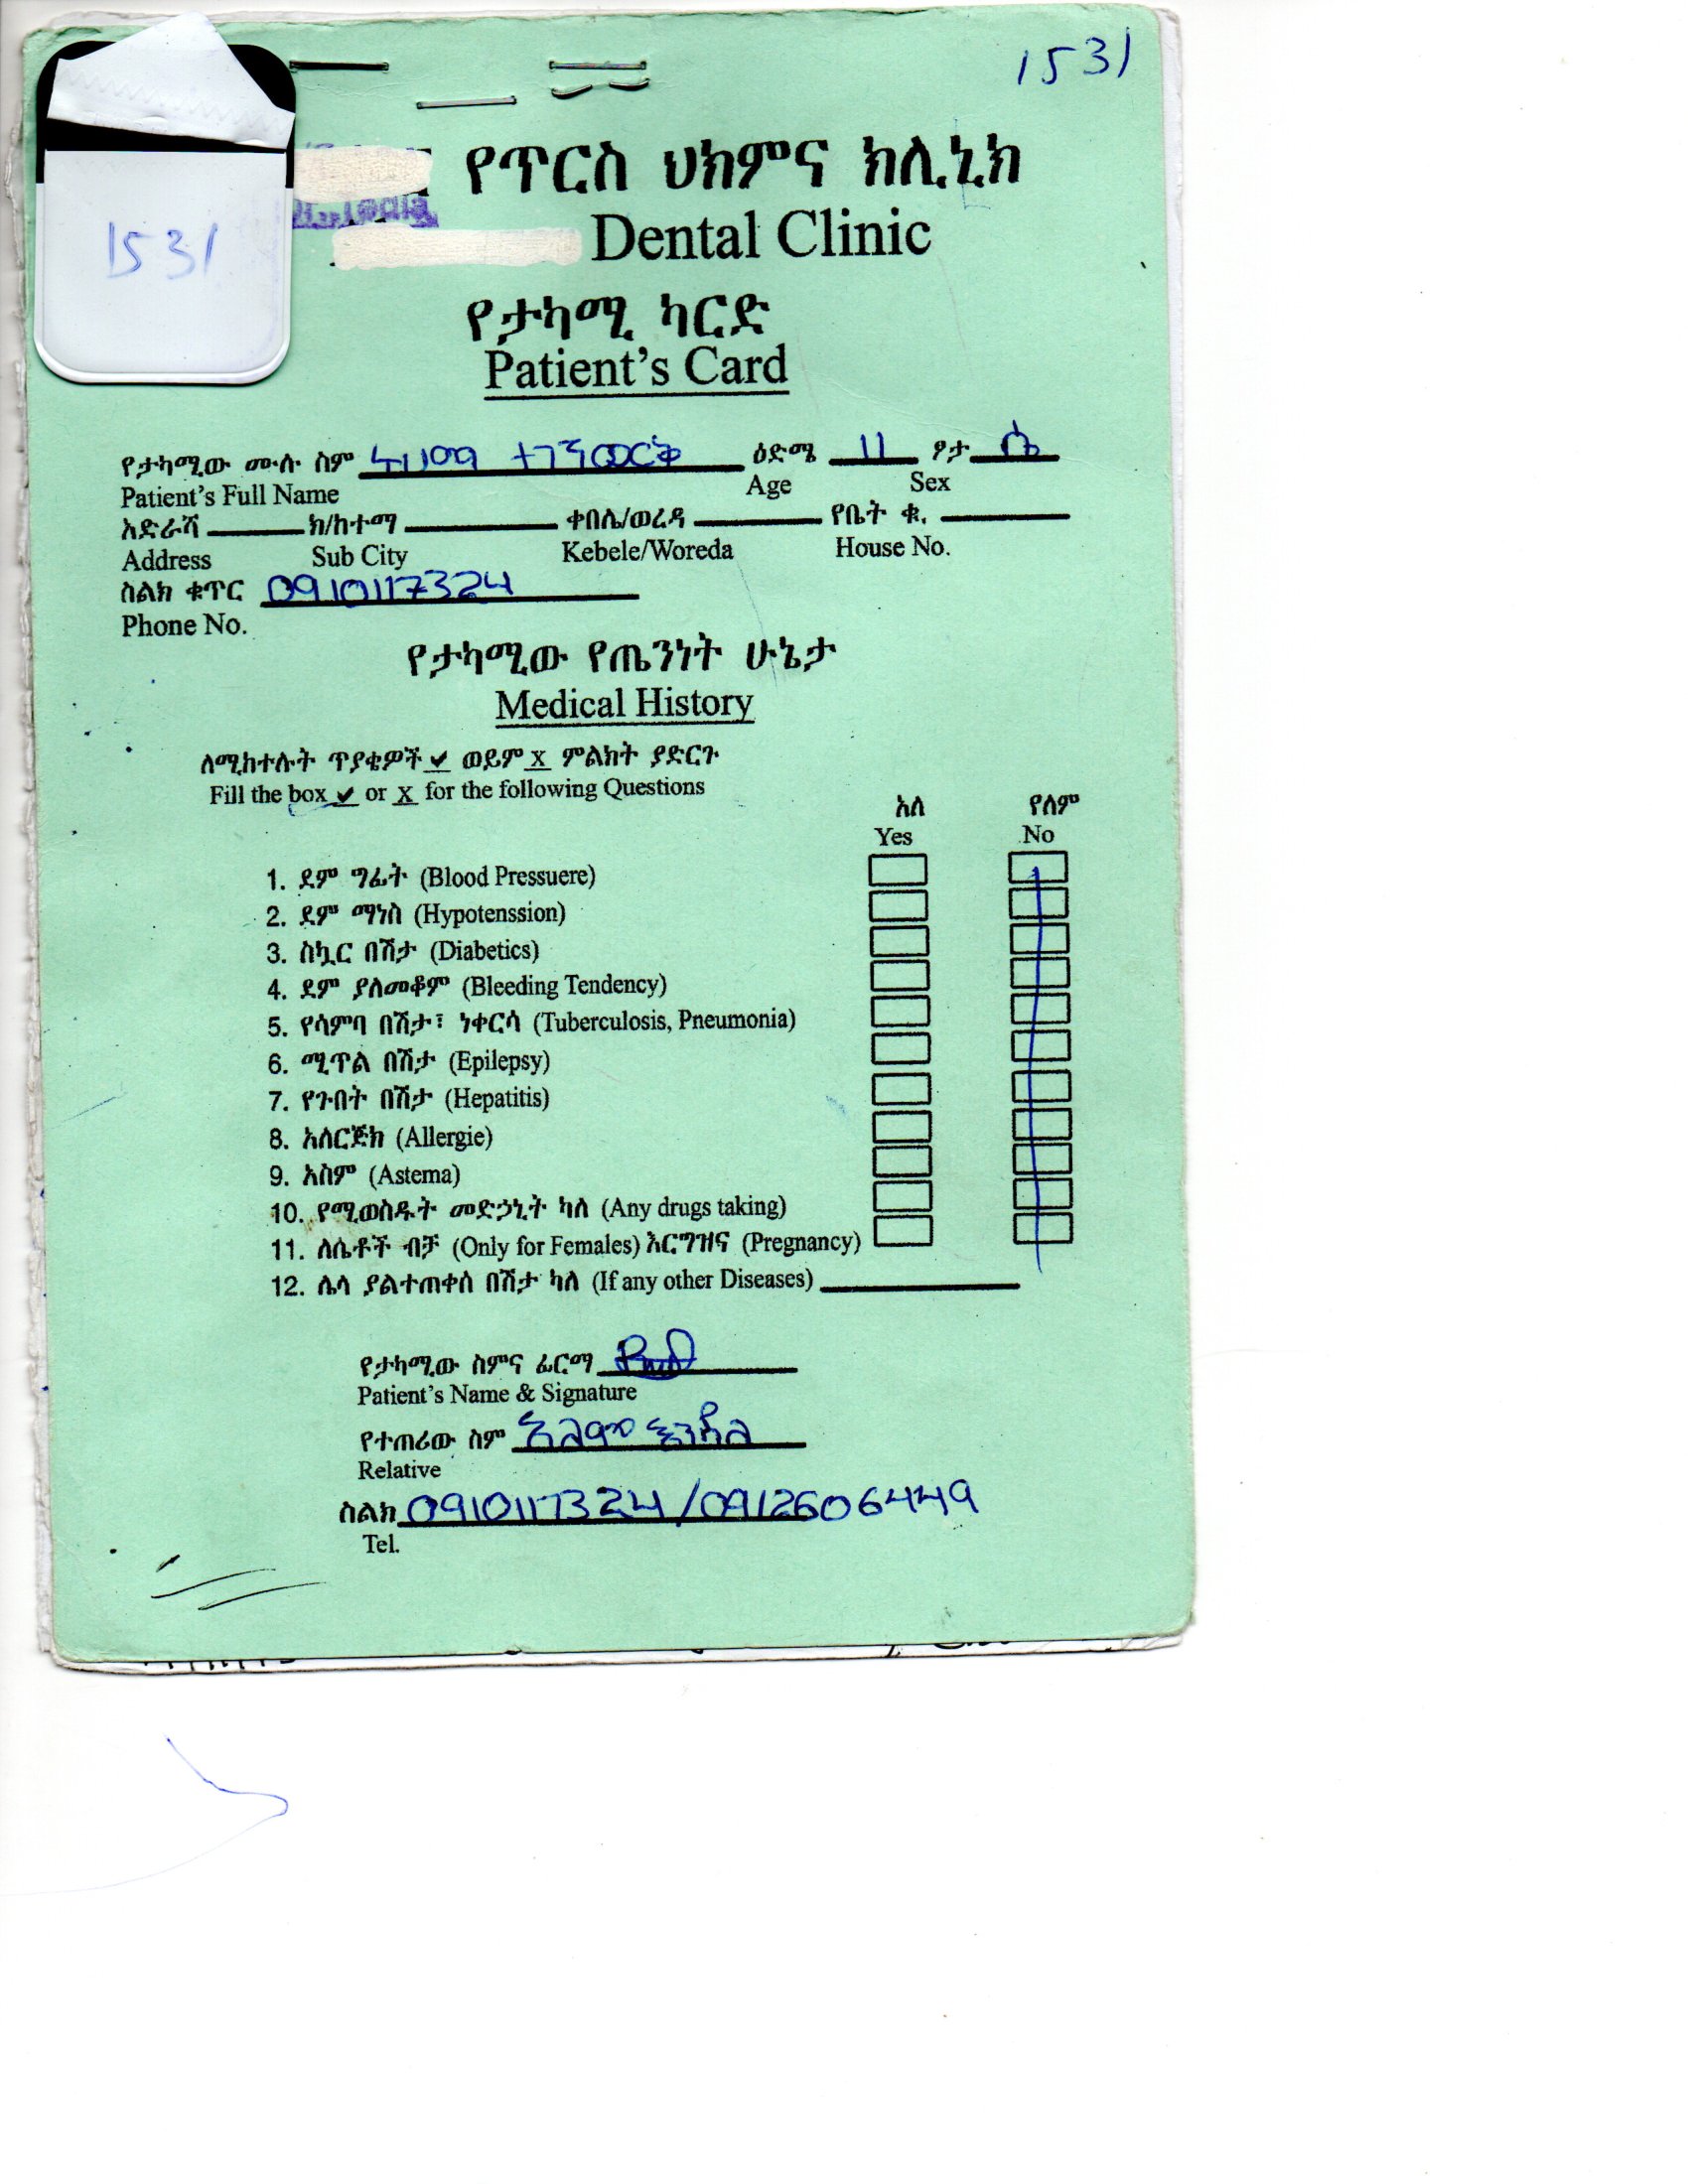 1531
1531
የጥርስ ህክምና ክሊኒክ
Dental Clinic
የታካሚ ካርድ
Patient's Card
የታካሚው ሙሉ ስም ተገኝወርቅ ዕድሜ 11 ፆታ ሴ
Patient's Full Name Age Sex
አድራሻ ክ/ከተማ ቀበሌ/ወረዳ የቤት ቁ.
Address Sub City Kebele/Woreda House No.
ስልክ ቁጥር 0910117324
Phone No.
የታካሚው የጤንነት ሁኔታ
Medical History
ለሚከተሉት ጥያቄዎች ✔ ወይም X ምልክት ያድርጉ
Fill the box ✔ or X for the following Questions
አለ የለም
Yes No
1. ደም ግፊት (Blood Pressuere)
2. ደም ማነስ (Hypotenssion)
3. ስኳር በሽታ (Diabetics)
4. ደም ያለመቆም (Bleeding Tendency)
5. የሳምባ በሽታ፣ ነቀርሳ (Tuberculosis, Pneumonia)
6. ሚጥል በሽታ (Epilepsy)
7. የጉበት በሽታ (Hepatitis)
8. አለርጅክ (Allergie)
9. አስም (Astema)
10. የሚወስዱት መድኃኒት ካለ (Any drugs taking)
11. ለሴቶች ብቻ (Only for Females) እርግዝና (Pregnancy)
12. ሌላ ያልተጠቀሰ በሽታ ካለ (If any other Diseases)
የታካሚው ስምና ፊርማ
Patient's Name & Signature
የተጠሪው ስም
Relative
ስልክ 0910117324 /0912606449
Tel.